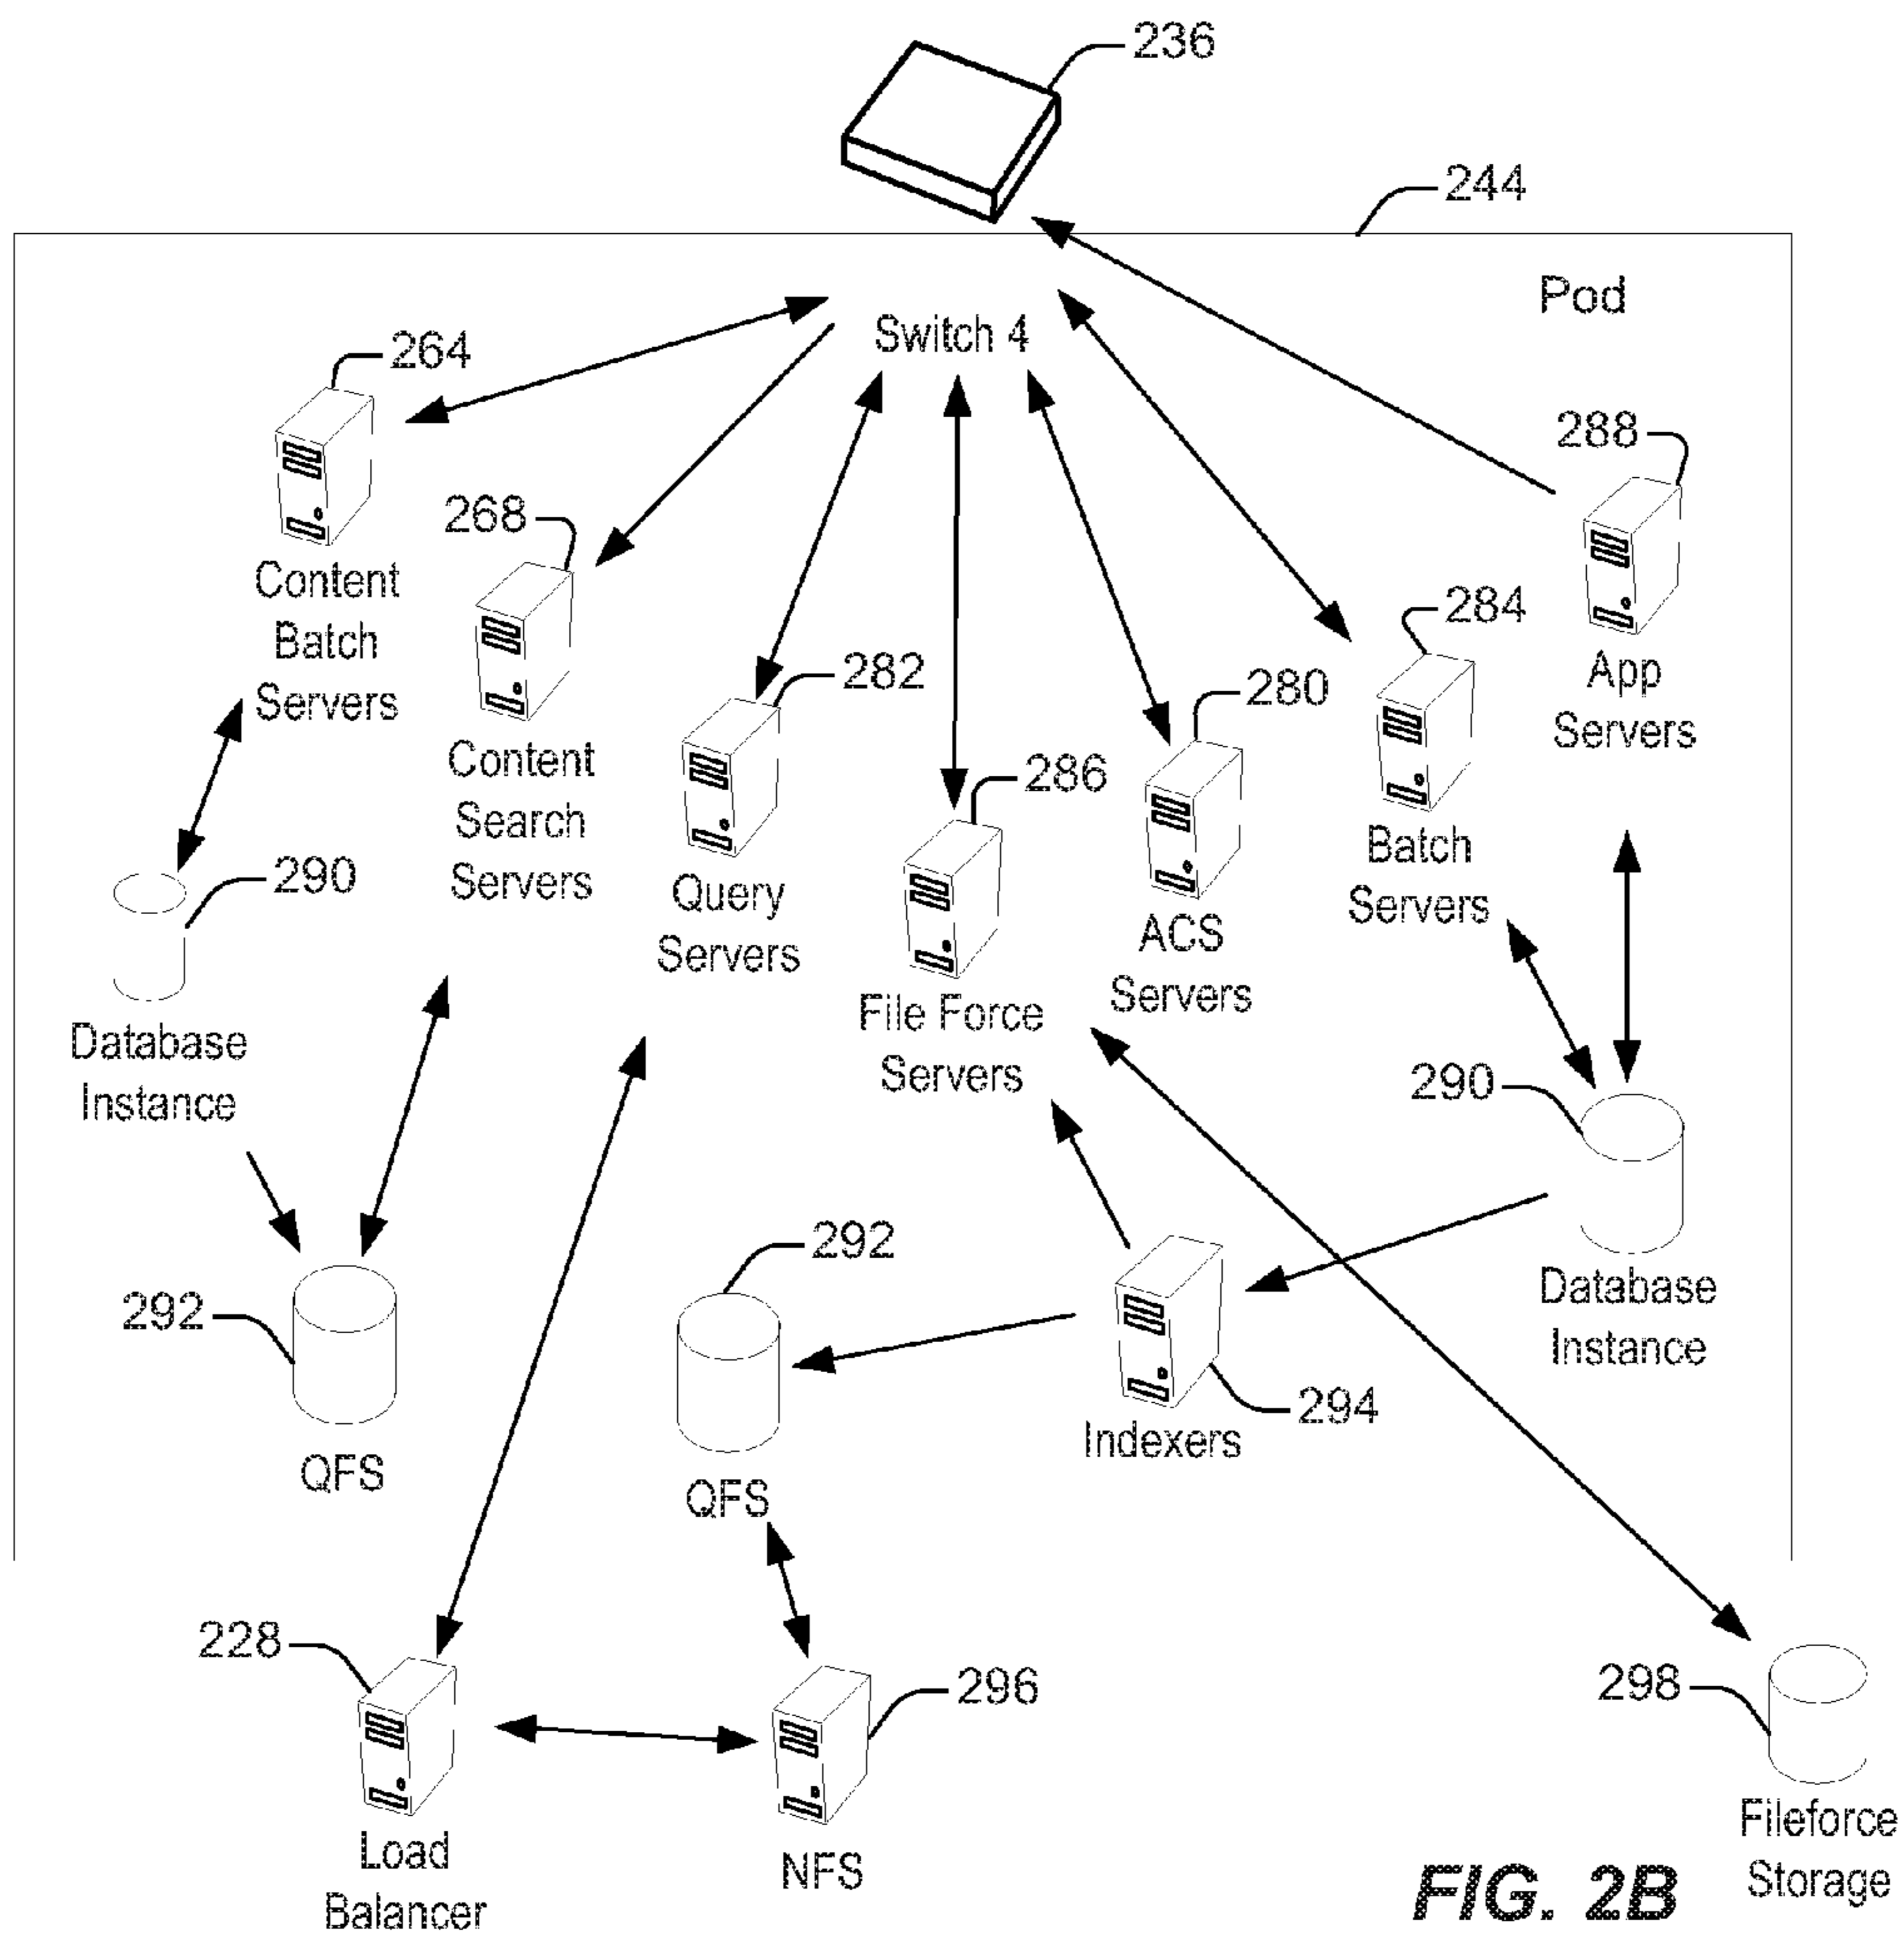 236
244
Pod
Switch 4
264
Content
Batch
Servers
268
Content
Search
Servers
282
Query
Servers
286
File Force
Servers
280
ACS
Servers
284
Batch
Servers
288
App
Servers
290
Database
Instance
290
Database
Instance
292
QFS
292
QFS
294
Indexers
228
Load
Balancer
296
NFS
298
Fileforce
Storage
FIG. 2B